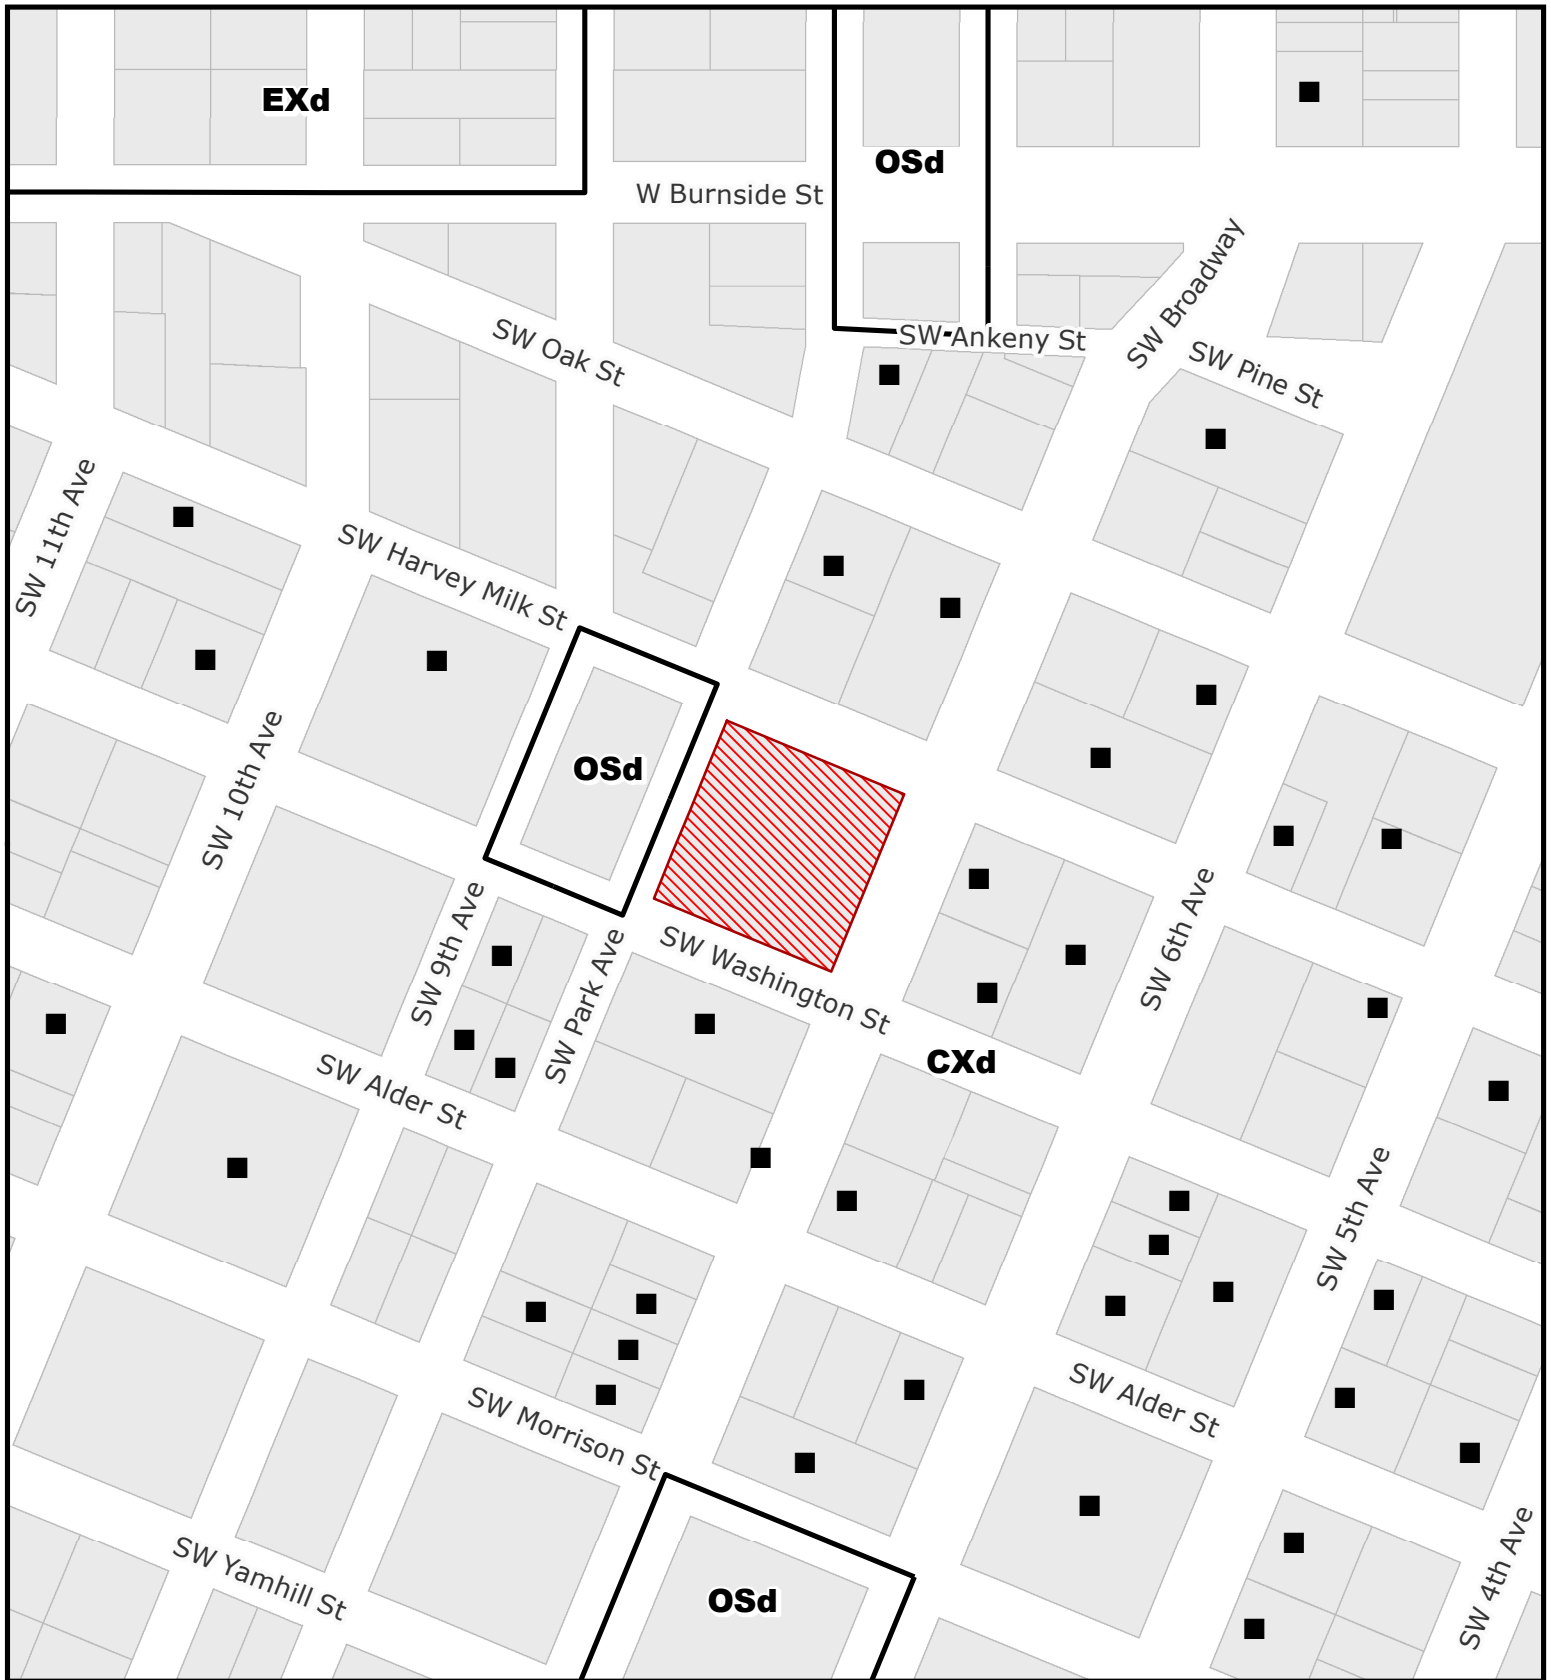 EXd
OSd
W Burnside St
SW Broadway
SW Ankeny St
SW Oak St
SW Pine St
SW 11th Ave
SW Harvey Milk St
OSd
SW 10th Ave
SW 9th Ave
SW Park Ave
SW Washington St
SW 6th Ave
CXd
SW Alder St
SW 5th Ave
SW Alder St
SW Morrison St
SW Yamhill St
OSd
SW 4th Ave